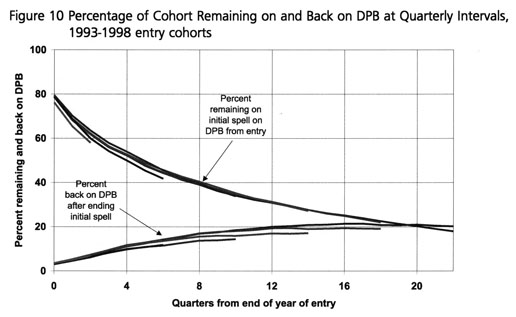 Figure 10 Percentage of Cohort Remaining on and Back on DPB at Quarterly Intervals,
1993-1998 entry cohorts
Percent remaining and back on DPB
100
80
60
40
20
0
Percent
remaining on
initial spell on
DPB from entry
Percent
back on DPB
after ending
initial spell
0 4 8 12 16 20
Quarters from end of year of entry